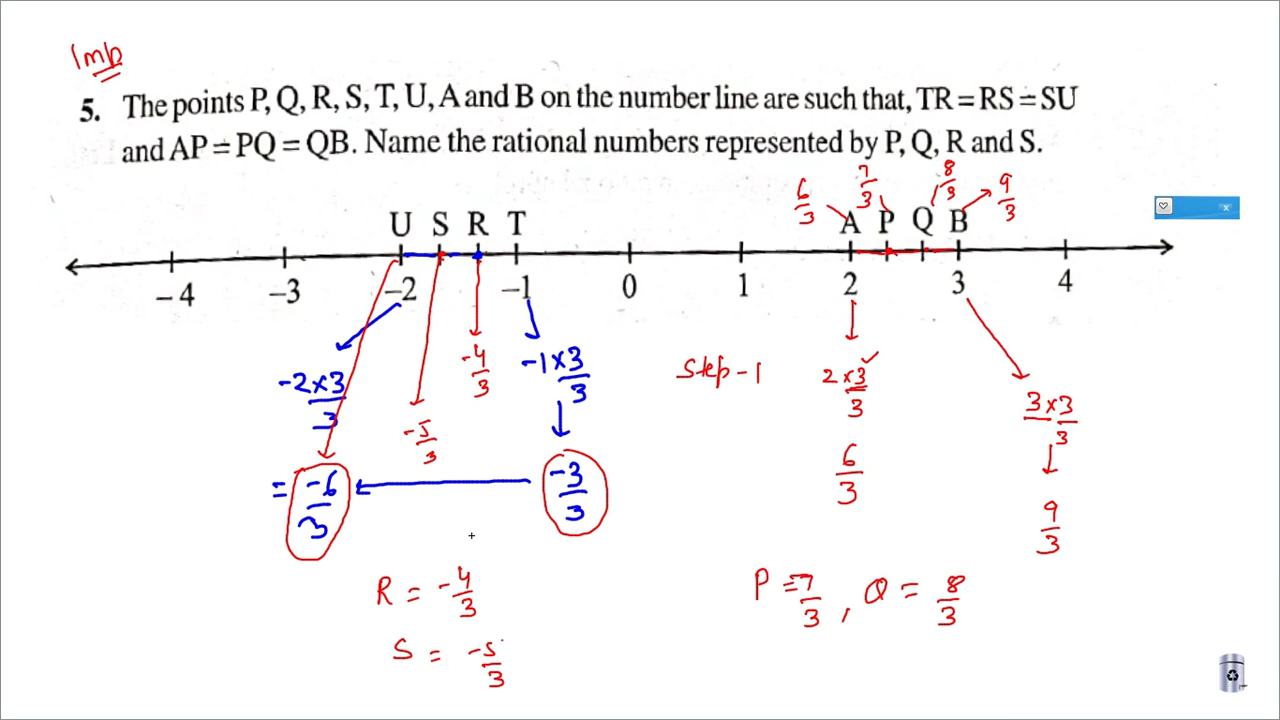 Imp
5. The points P, Q, R, S, T, U, A and B on the number line are such that, TR = RS = SU
and AP = PQ = QB. Name the rational numbers represented by P, Q, R and S.
6/3 7/3 8/3 9/3
U S R T A P Q B
-4 -3 -2 -1 0 1 2 3 4
-2×3/3 -5/3 -4/3 -1×3/3 Step-1 2×3/3 3×3/3
= -6/3 -3/3 6/3 9/3
R = -4/3 P = 7/3, Q = 8/3
S = -5/3